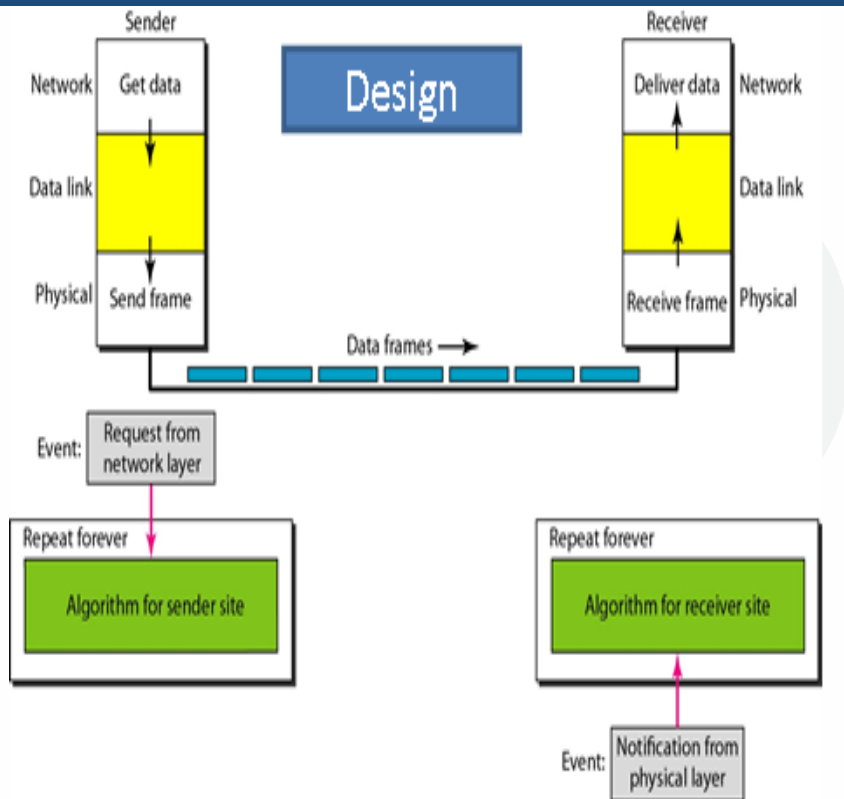 Sender
Receiver
Design
Network
Get data
Deliver data
Network
Data link
Data link
Physical
Send frame
Receive frame
Physical
Data frames
Event:
Request from
network layer
Repeat forever
Algorithm for sender site
Repeat forever
Algorithm for receiver site
Event:
Notification from
physical layer